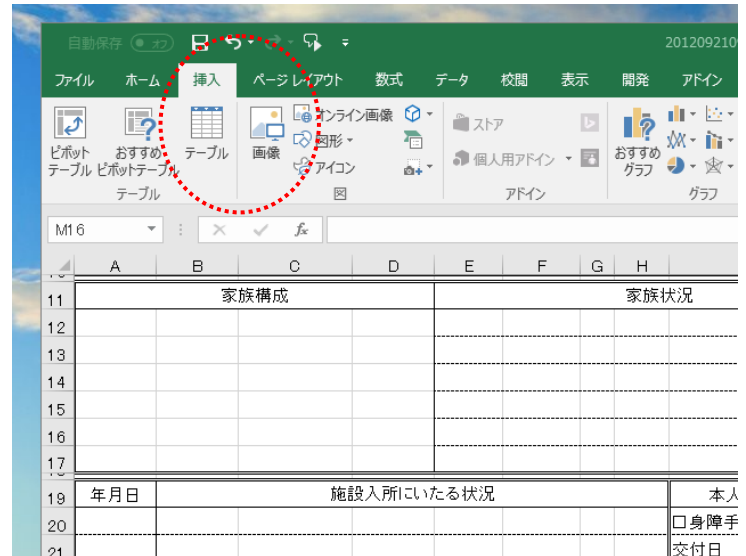 自動保存 オフ 2012092109
ファイル ホーム 挿入 ページ レイアウト 数式 データ 校閲 表示 開発 アドイン
ピボット
テーブル
おすすめ
ピボットテーブル
テーブル
テーブル
画像
オンライン画像
図形
アイコン
図
ストア
個人用アドイン
アドイン
おすすめ
グラフ
グラフ
M16 fx
A B C D E F G H
11 家族構成 家族状況
12
13
14
15
16
17
19 年月日 施設入所にいたる状況 本人
20 □身障手
21 交付日